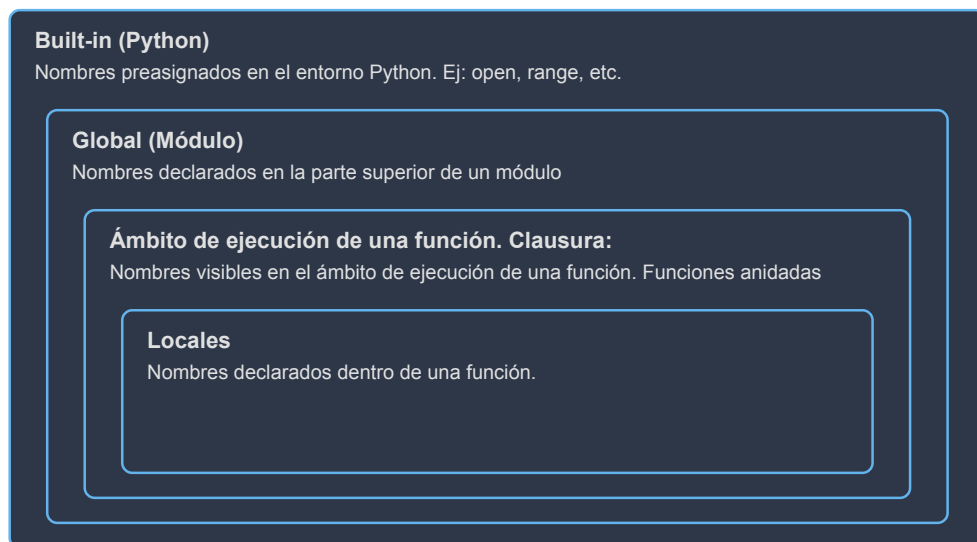 Built-in (Python)
Nombres preasignados en el entorno Python. Ej: open, range, etc.
Global (Módulo)
Nombres declarados en la parte superior de un módulo
Ámbito de ejecución de una función. Clausura:
Nombres visibles en el ámbito de ejecución de una función. Funciones anidadas
Locales
Nombres declarados dentro de una función.